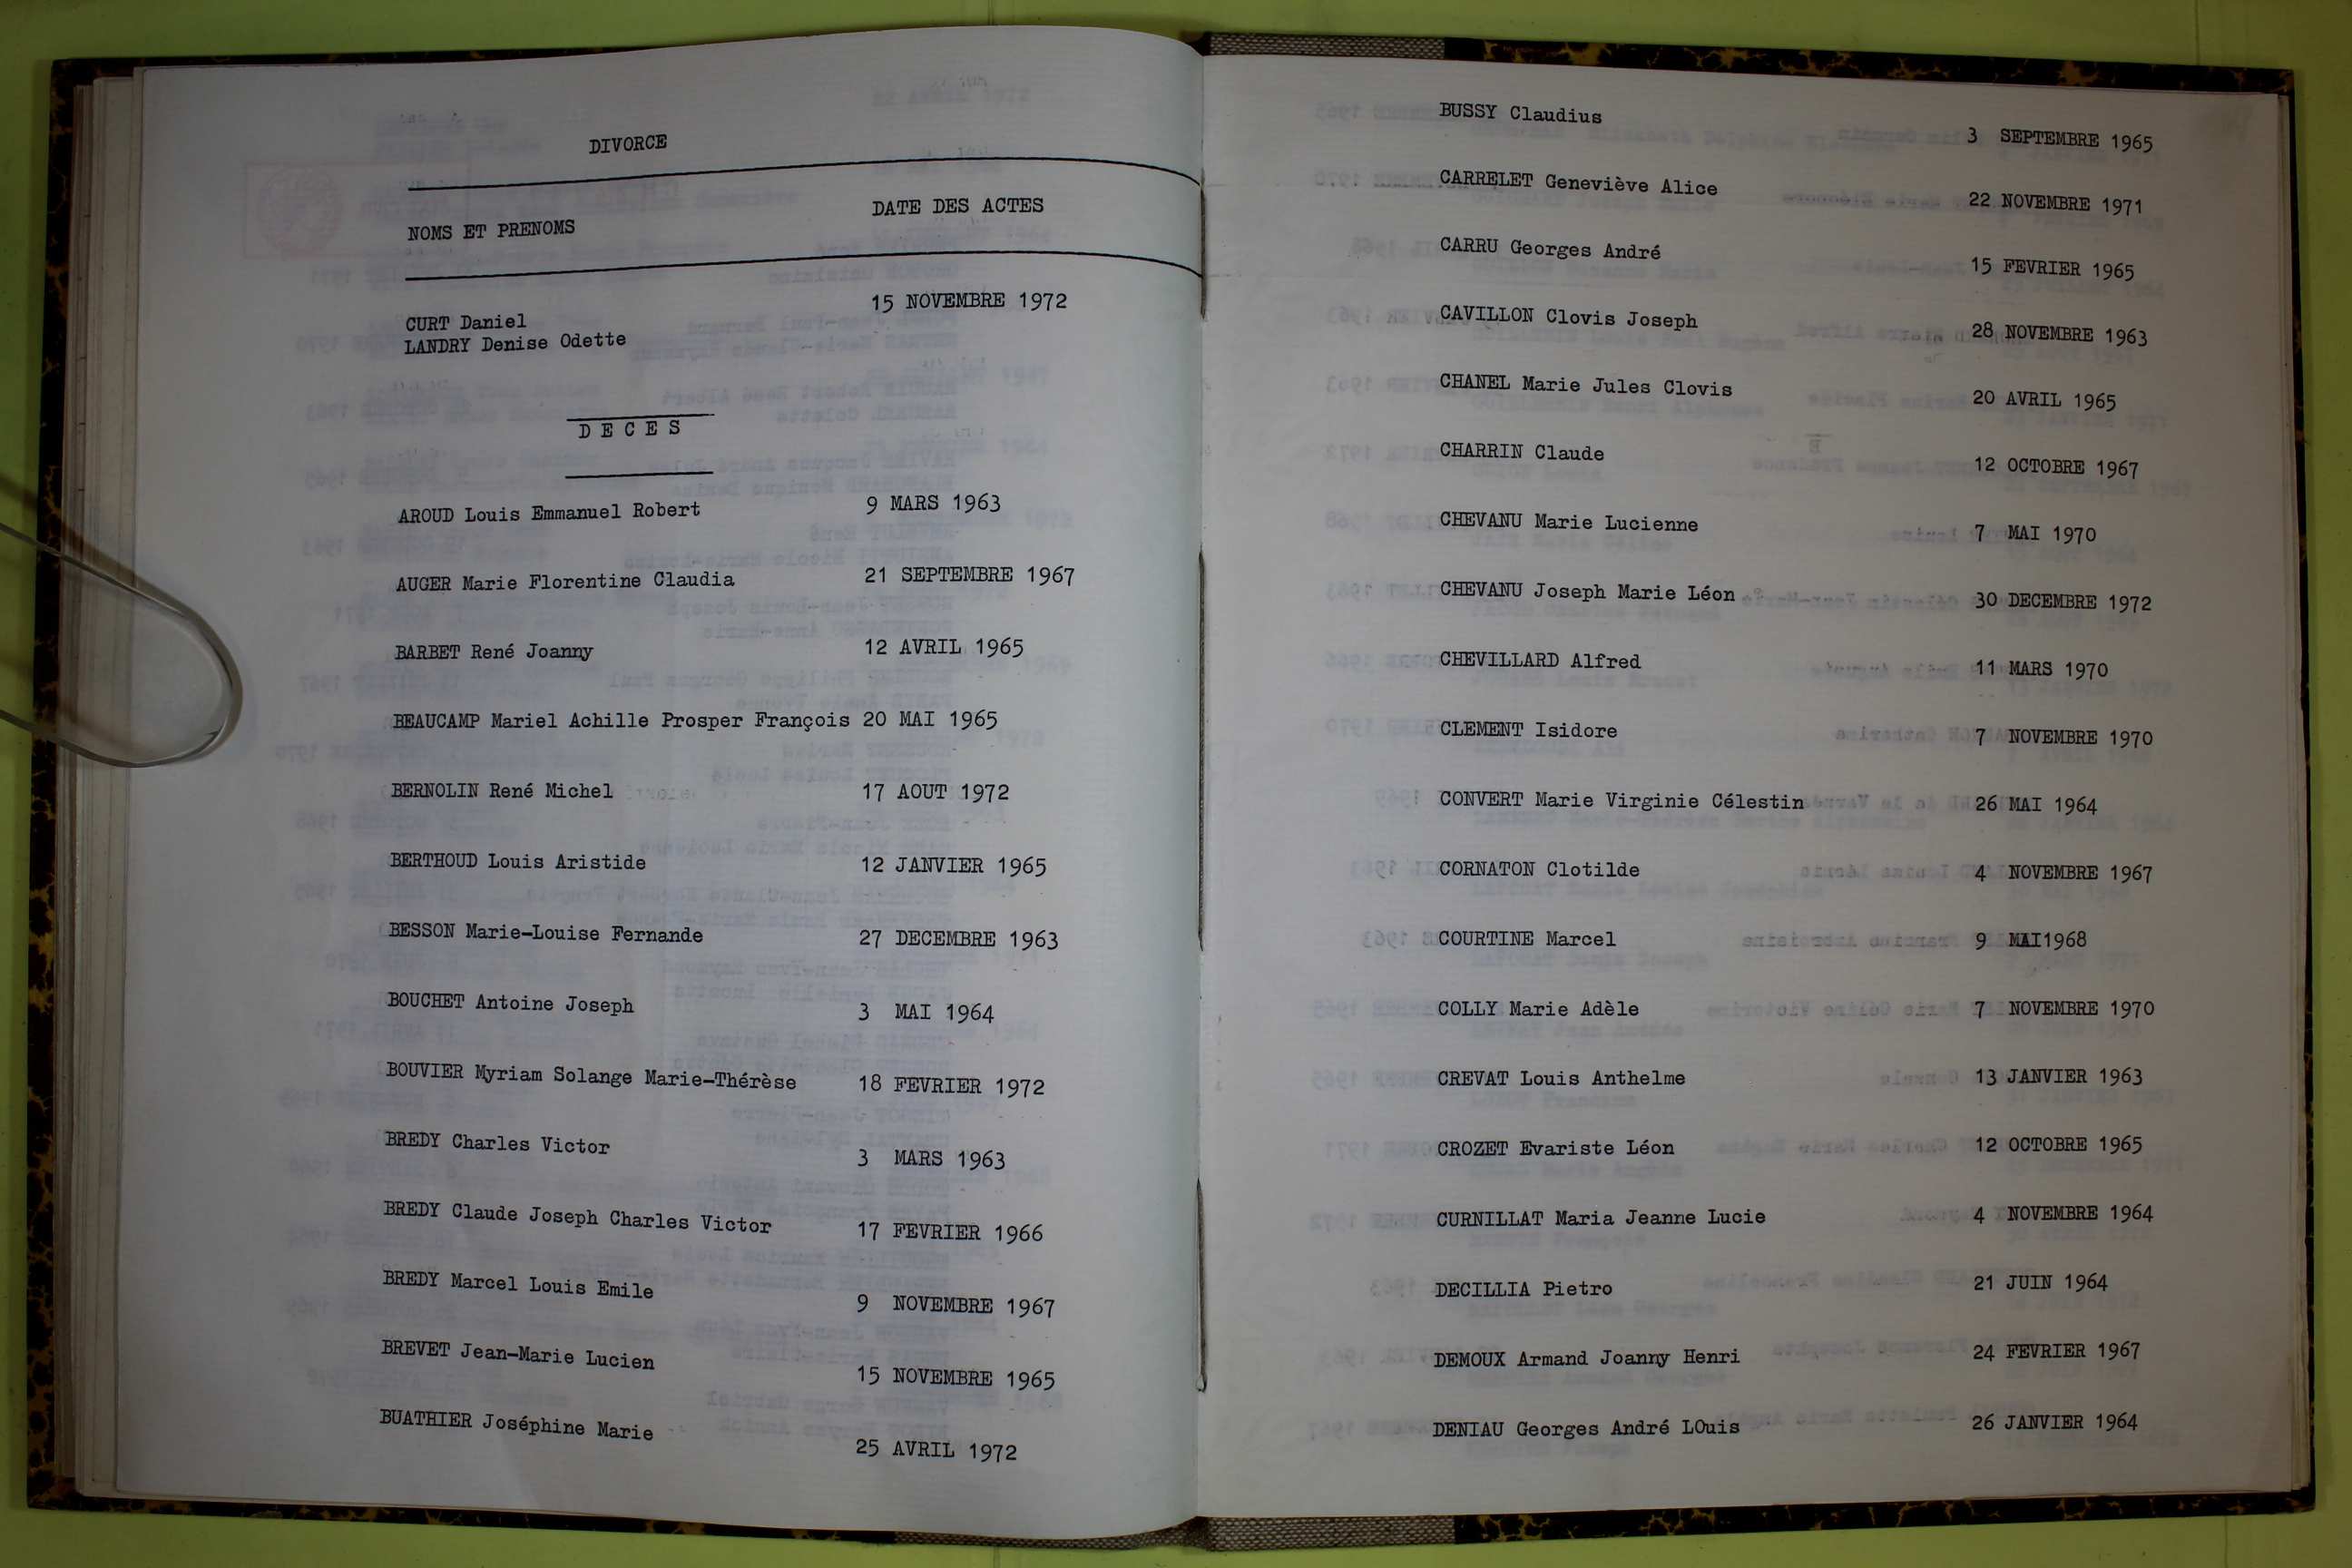 DIVORCE
NOMS ET PRENOMS DATE DES ACTES
CURT Daniel 15 NOVEMBRE 1972
LANDRY Denise Odette
D E C E S
AROUD Louis Emmanuel Robert 9 MARS 1963
AUGER Marie Florentine Claudia 21 SEPTEMBRE 1967
BARBET René Joanny 12 AVRIL 1965
BEAUCAMP Mariel Achille Prosper François 20 MAI 1965
BERNOLIN René Michel 17 AOUT 1972
BERTHOUD Louis Aristide 12 JANVIER 1965
BESSON Marie-Louise Fernande 27 DECEMBRE 1963
BOUCHET Antoine Joseph 3 MAI 1964
BOUVIER Myriam Solange Marie-Thérèse 18 FEVRIER 1972
BREDY Charles Victor 3 MARS 1963
BREDY Claude Joseph Charles Victor 17 FEVRIER 1966
BREDY Marcel Louis Emile 9 NOVEMBRE 1967
BREVET Jean-Marie Lucien 15 NOVEMBRE 1965
BUATHIER Joséphine Marie 25 AVRIL 1972
BUSSY Claudius 3 SEPTEMBRE 1965
CARRELET Geneviève Alice 22 NOVEMBRE 1971
CARRU Georges André 15 FEVRIER 1965
CAVILLON Clovis Joseph 28 NOVEMBRE 1963
CHANEL Marie Jules Clovis 20 AVRIL 1965
CHARRIN Claude 12 OCTOBRE 1967
CHEVANU Marie Lucienne 7 MAI 1970
CHEVANU Joseph Marie Léon 30 DECEMBRE 1972
CHEVILLARD Alfred 11 MARS 1970
CLEMENT Isidore 7 NOVEMBRE 1970
CONVERT Marie Virginie Célestin 26 MAI 1964
CORNATON Clotilde 4 NOVEMBRE 1967
COURTINE Marcel 9 MAI1968
COLLY Marie Adèle 7 NOVEMBRE 1970
CREVAT Louis Anthelme 13 JANVIER 1963
CROZET Evariste Léon 12 OCTOBRE 1965
CURNILLAT Maria Jeanne Lucie 4 NOVEMBRE 1964
DECILLIA Pietro 21 JUIN 1964
DEMOUX Armand Joanny Henri 24 FEVRIER 1967
DENIAU Georges André LOuis 26 JANVIER 1964